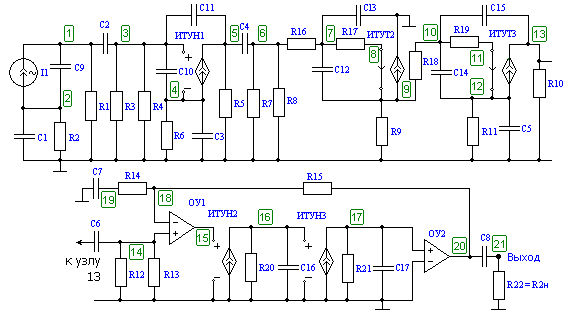 C11 C13 C15
1 C2 3 ИТУН1 5 C4 6 R16 7 R17 ИТУТ2 10 R19 ИТУТ3 13
8 11
I1 C9 C10 C12 R18 C14
2 4 9 12 R10
R1 R3 R4 R5 R7 R8
C1 R2 R6 C3 R9 R11 C5
C7 R14 R15
19 18 ОУ1 ИТУН2 16 ИТУН3 17 ОУ2
C6 15 20 C8 21
к узлу 13 14 Выход
R12 R13 R20 C16 R21 C17 R22=R2н